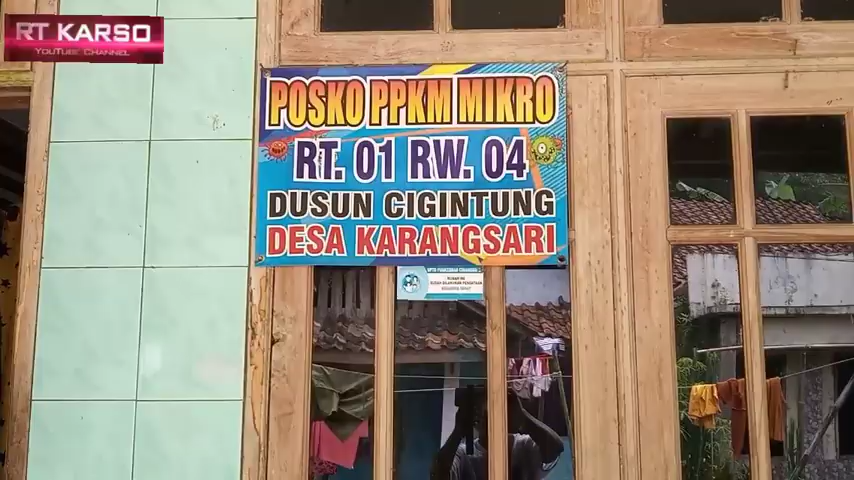 RT KARSO
YOUTUBE CHANNEL
POSKO PPKM MIKRO
RT. 01 RW. 04
DUSUN CIGINTUNG
DESA KARANGSARI